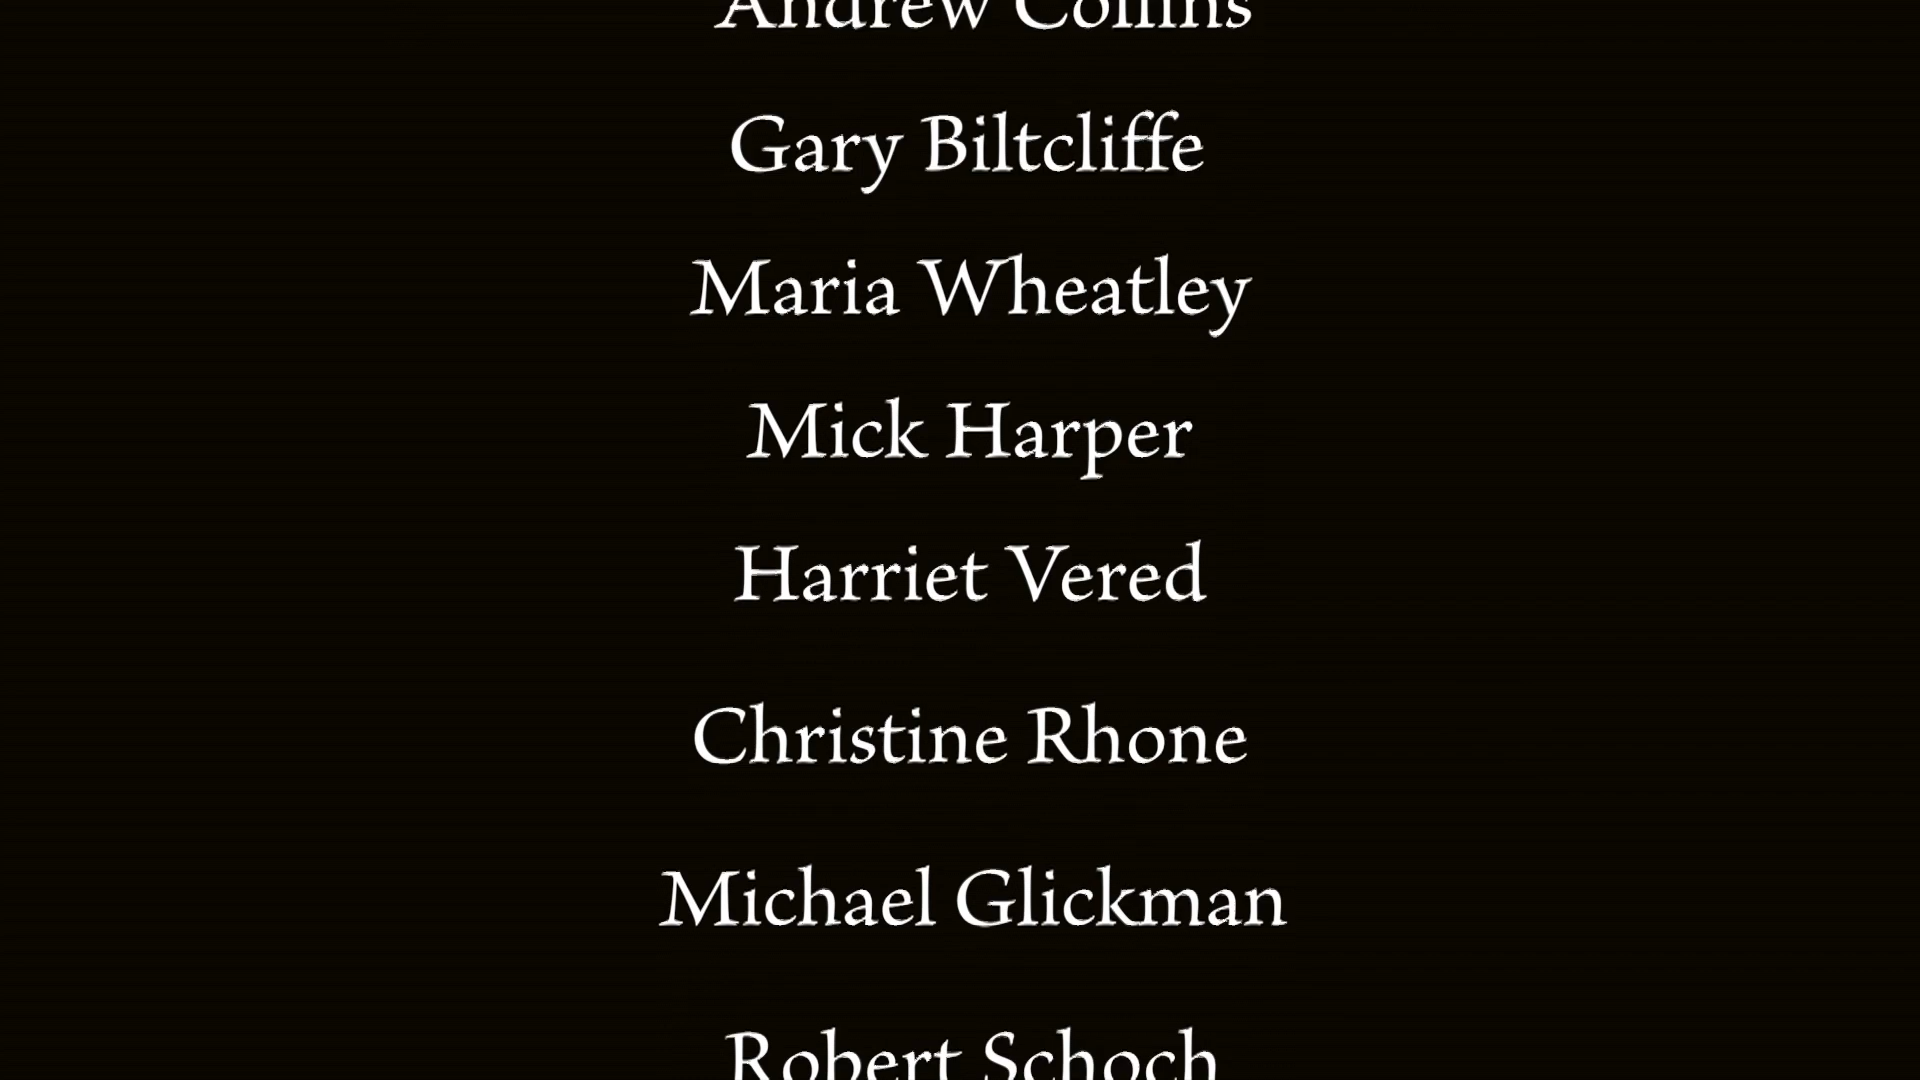 Andrew Collins
Gary Biltcliffe
Maria Wheatley
Mick Harper
Harriet Vered
Christine Rhone
Michael Glickman
Robert Schoch